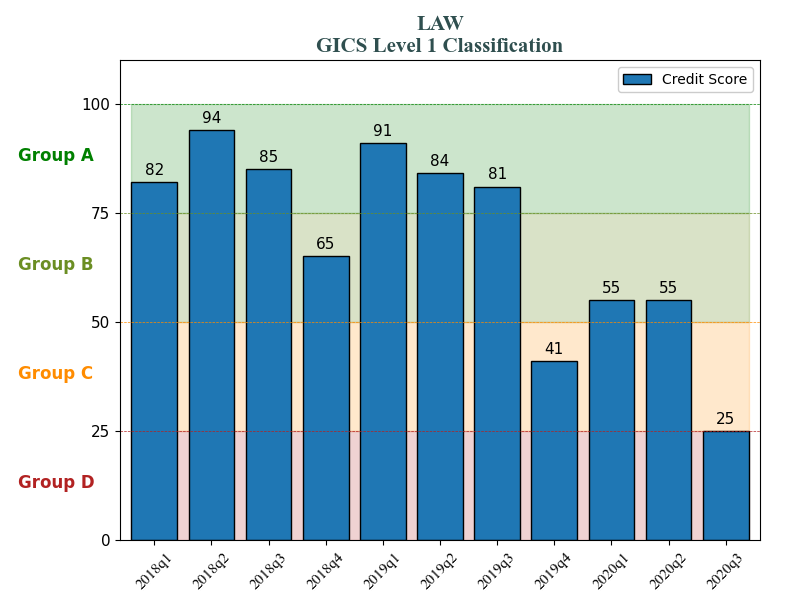 LAW
GICS Level 1 Classification
Credit Score
100
75
50
25
0
Group A
Group B
Group C
Group D
82
94
85
65
91
84
81
41
55
55
25
2018q1
2018q2
2018q3
2018q4
2019q1
2019q2
2019q3
2019q4
2020q1
2020q2
2020q3